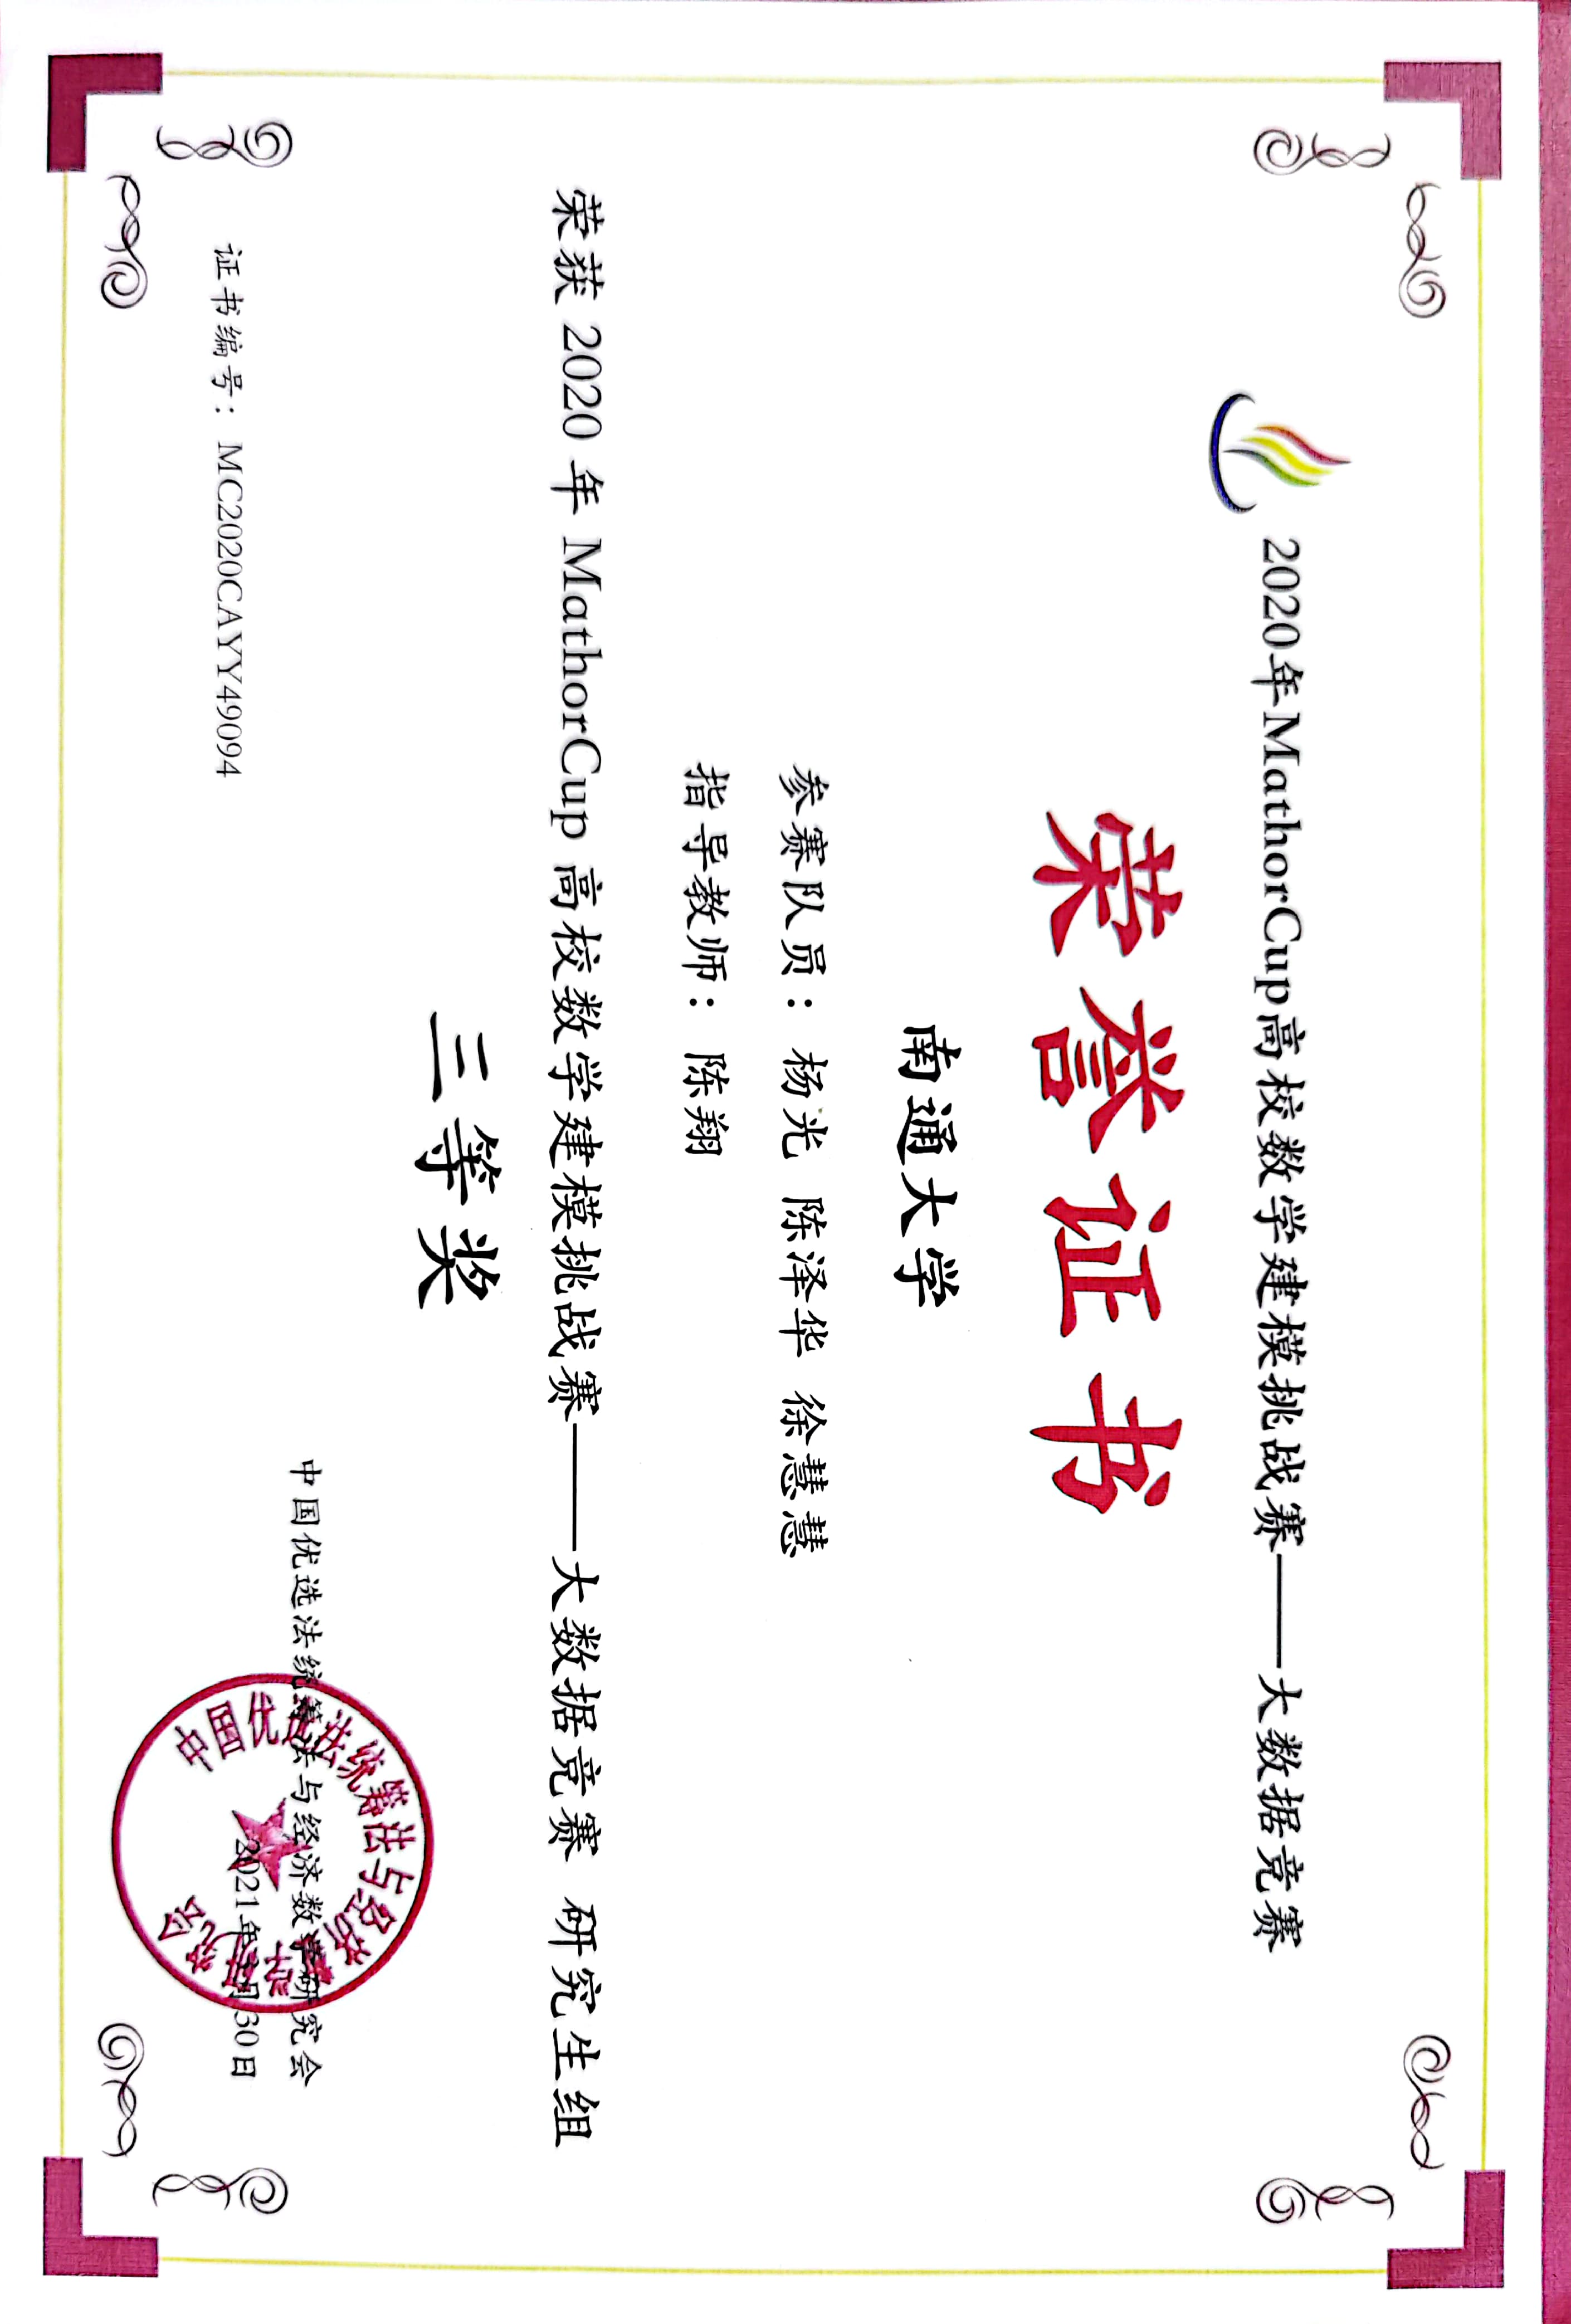 2020年MathorCup高校数学建模挑战赛——大数据竞赛
荣誉证书
南通大学
参赛队员：杨光 陈泽华 徐慧慧
指导教师：陈翔
荣获 2020 年 MathorCup 高校数学建模挑战赛——大数据竞赛 研究生组
三等奖
中国优选法统筹法与经济数学研究会
2021年 月30日
证书编号：MC2020CAYY49094
中国优选法统筹法与经济数学研究会